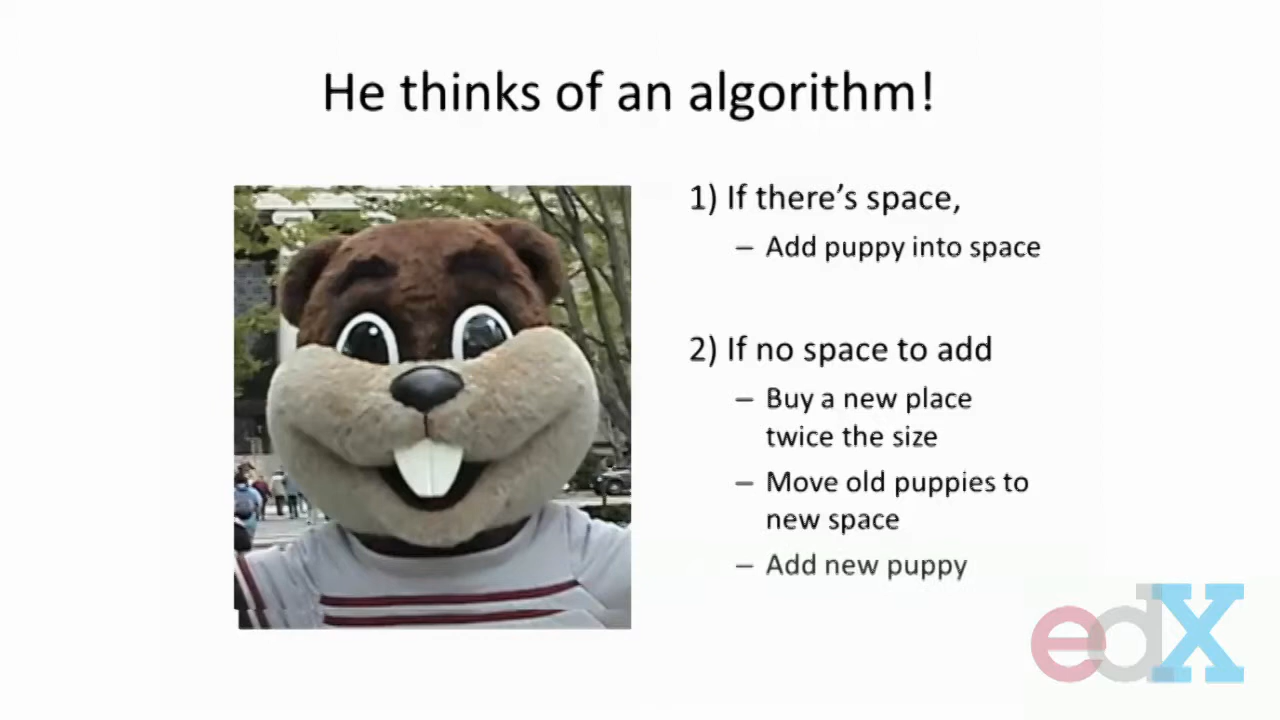 He thinks of an algorithm!
1) If there's space,
– Add puppy into space
2) If no space to add
– Buy a new place
twice the size
– Move old puppies to
new space
– Add new puppy
edX